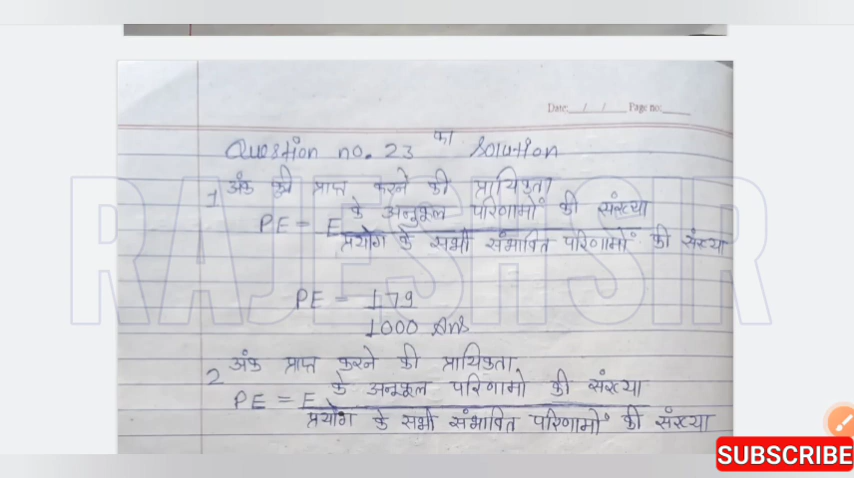 Date: / / Page no:
Question no. 23 का Solution
1 अंक को प्राप्त करने की प्रायिकता
PE = E के अनुकूल परिणामों की संख्या
प्रयोग के सभी संभावित परिणामों की संख्या
PE = 179
1000 Ans
2 अंक प्राप्त करने की प्रायिकता.
PE = E के अनुकूल परिणामो की संख्या
प्रयोग के सभी संभावित परिणामों की संख्या
RAJESH SIR
SUBSCRIBE